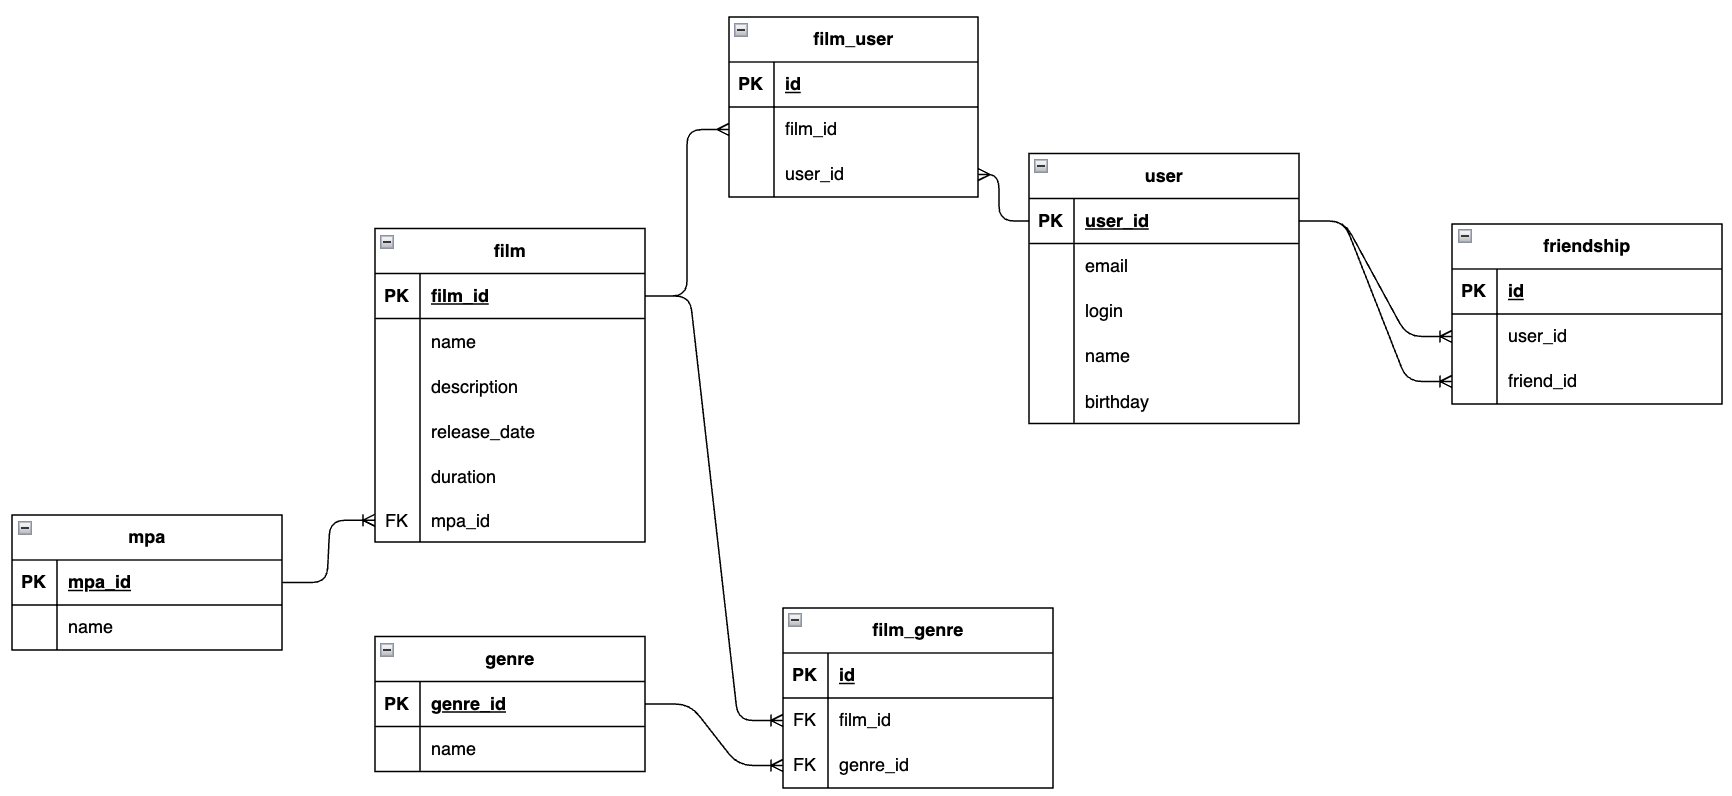 film_user
PK id
film_id
user_id
user
PK user_id
email
login
name
birthday
friendship
PK id
user_id
friend_id
film
PK film_id
name
description
release_date
duration
FK mpa_id
mpa
PK mpa_id
name
genre
PK genre_id
name
film_genre
PK id
FK film_id
FK genre_id